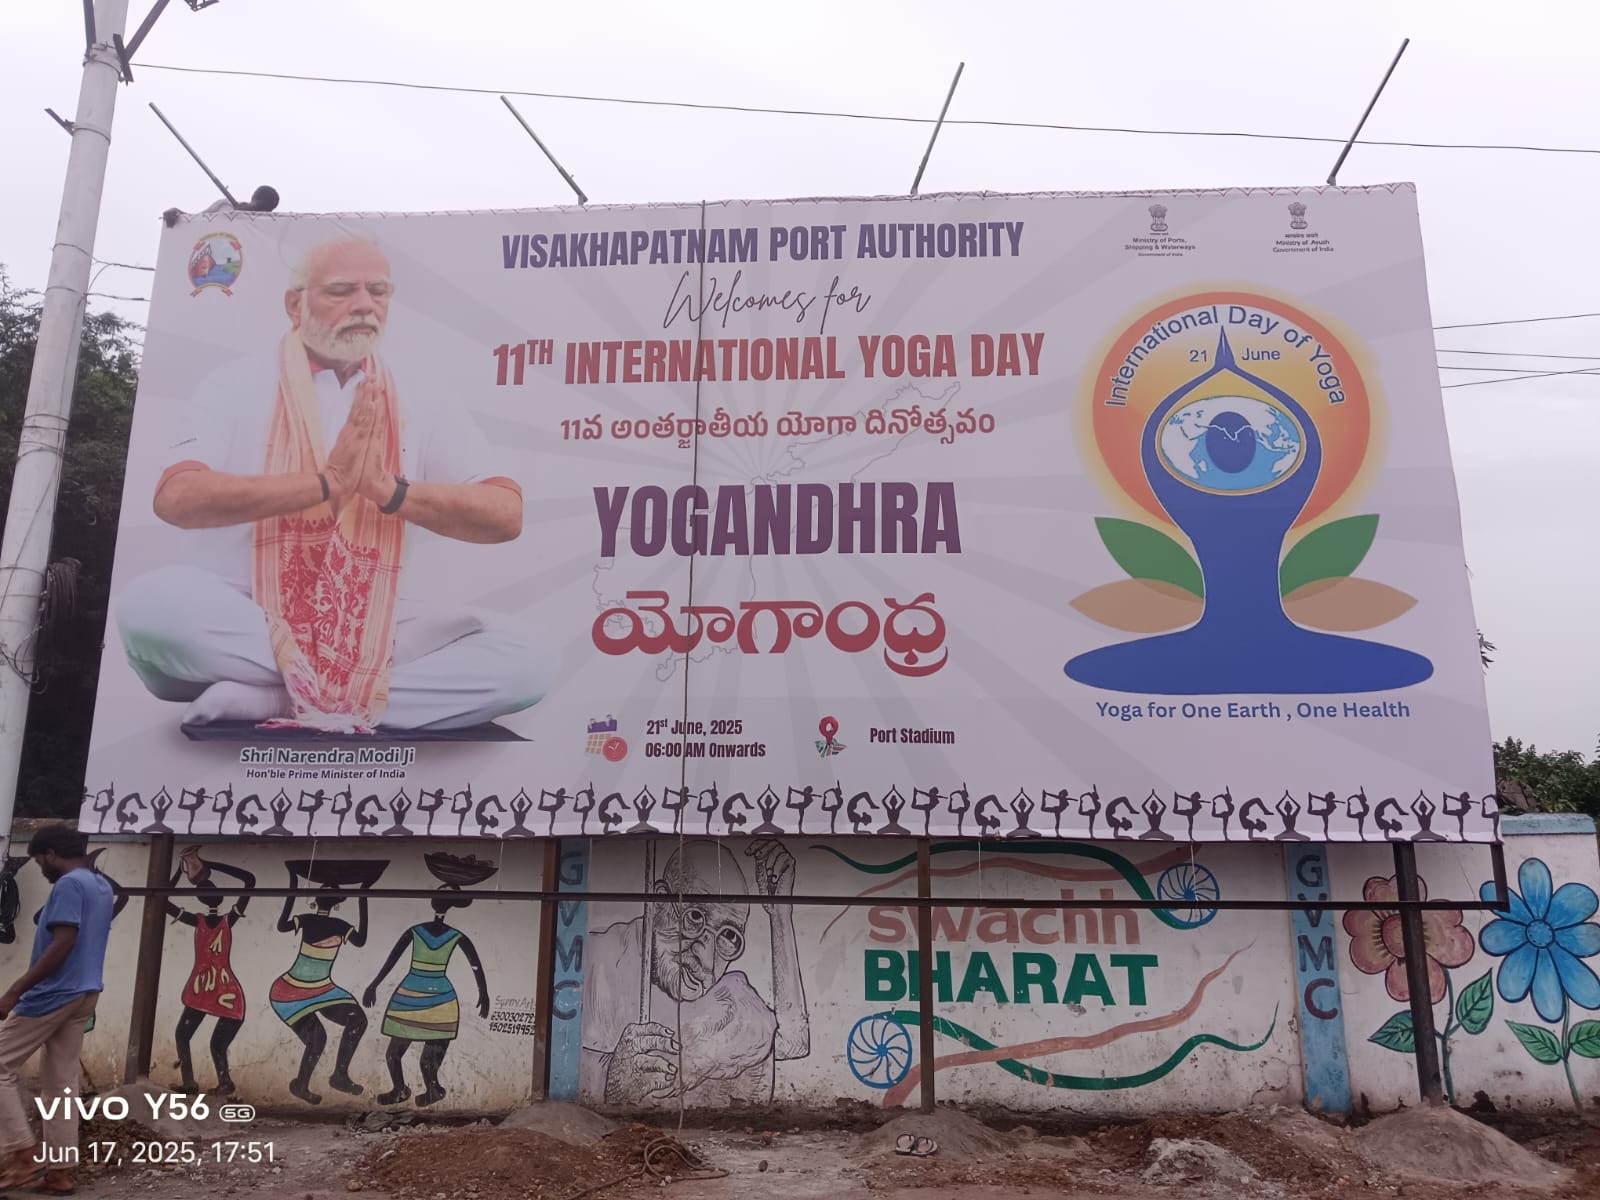 VISAKHAPATNAM PORT AUTHORITY
Welcomes for
11TH INTERNATIONAL YOGA DAY
11వ అంతర్జాతీయ యోగా దినోత్సవం
YOGANDHRA
యోగాంధ్ర
21st June, 2025
06:00 AM Onwards
Port Stadium
Shri Narendra Modi Ji
Hon'ble Prime Minister of India
Ministry of Ports,
Shipping & Waterways
Government of India
Ministry of Ayush
Government of India
International Day of Yoga
21 June
Yoga for One Earth , One Health
GVMC
swachh
BHARAT
GVMC
vivo Y56 5G
Jun 17, 2025, 17:51